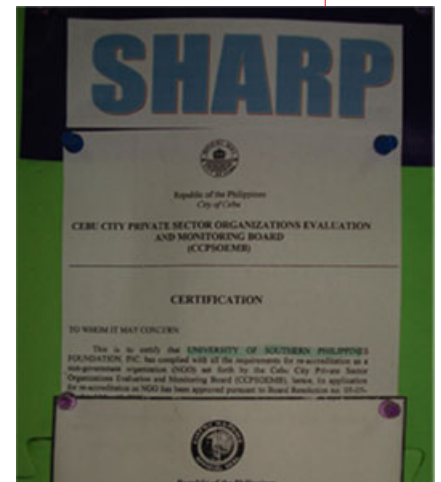 SHARP
Republic of the Philippines
City of Cebu
CEBU CITY PRIVATE SECTOR ORGANIZATIONS EVALUATION
AND MONITORING BOARD
(CCPSOEMB)
CERTIFICATION
TO WHOM IT MAY CONCERN
This is to certify that UNIVERSITY OF SOUTHERN PHILIPPINES
FOUNDATION, INC. has complied with all the requirements for re-accreditation as a
non-government organization (NGO) set forth by the Cebu City Private Sector
Organizations Evaluation and Monitoring Board (CCPSOEMB), hence, its application
for re-accreditation as NGO has been approved pursuant to Board Resolution no.
Republic of the Philippines